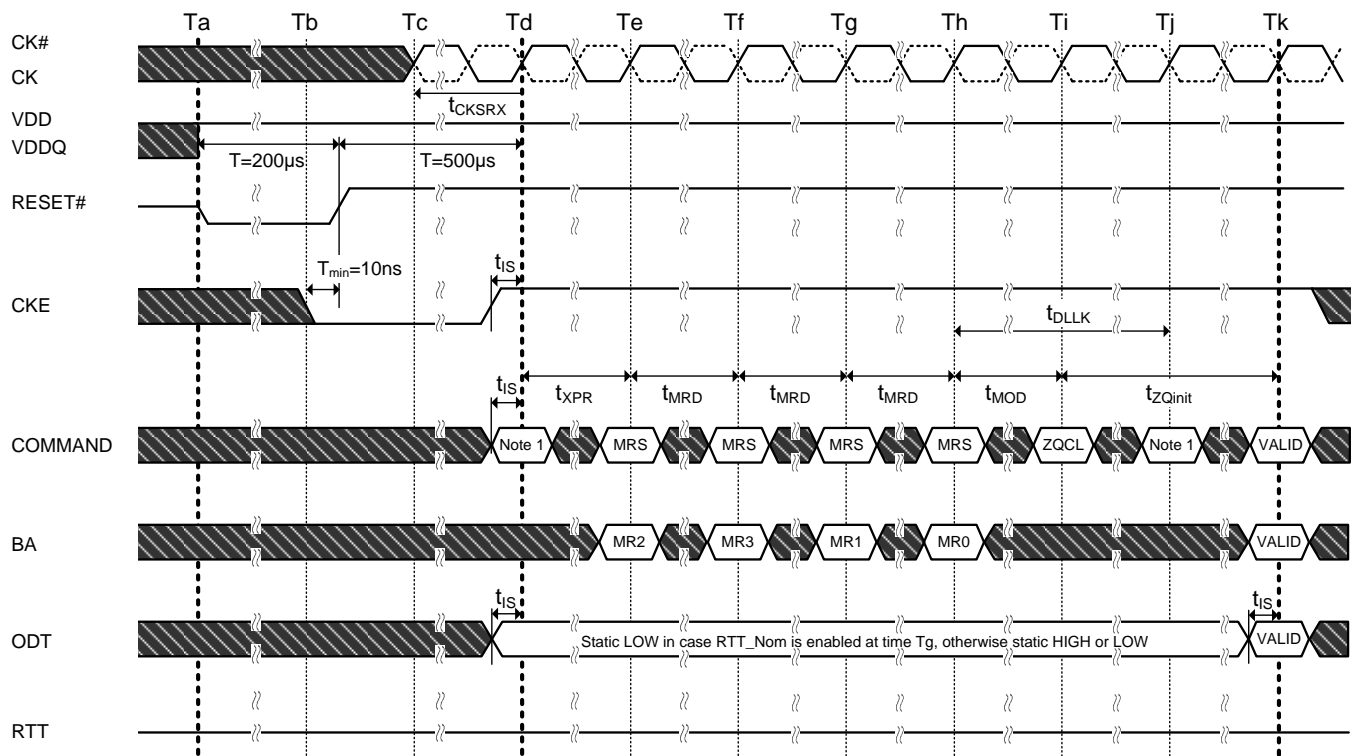 Ta Tb Tc Td Te Tf Tg Th Ti Tj Tk
CK#
CK
tCKSRX
VDD
VDDQ
T=200µs T=500µs
RESET#
Tmin=10ns tIS
CKE
tDLLK
tIS tXPR tMRD tMRD tMRD tMOD tZQinit
COMMAND Note 1 MRS MRS MRS MRS ZQCL Note 1 VALID
BA MR2 MR3 MR1 MR0 VALID
tIS tIS
ODT Static LOW in case RTT_Nom is enabled at time Tg, otherwise static HIGH or LOW VALID
RTT